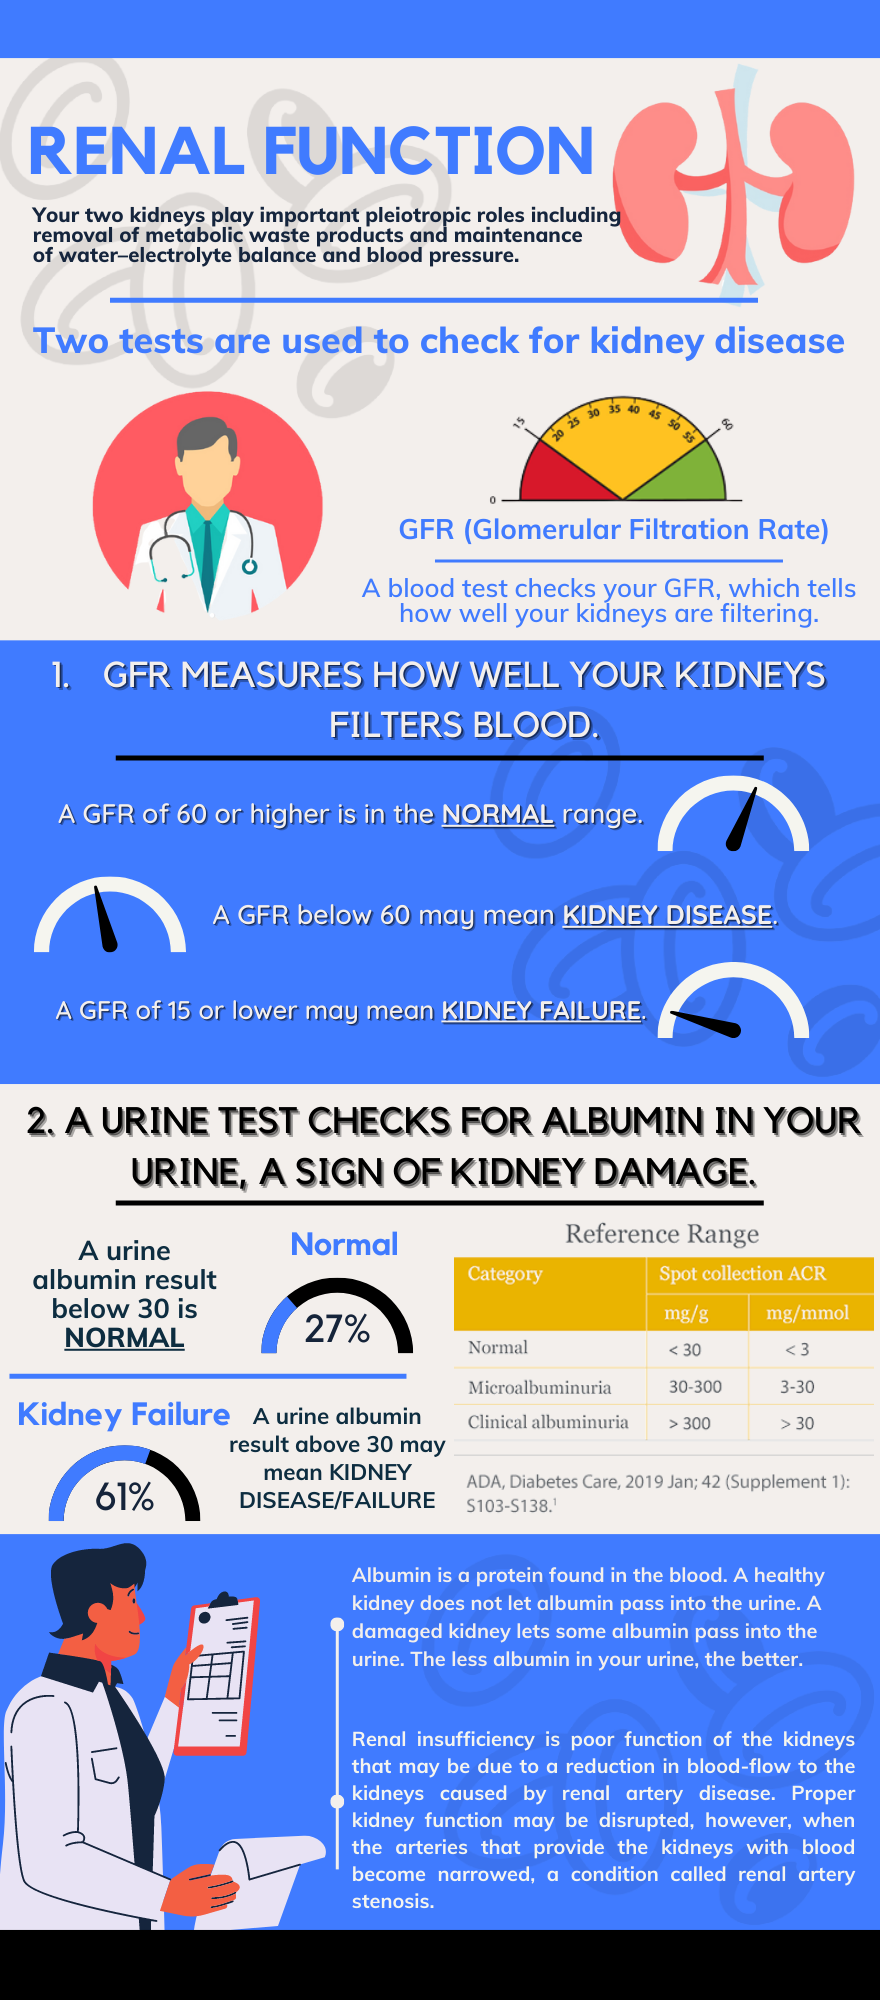 RENAL FUNCTION
Your two kidneys play important pleiotropic roles including
removal of metabolic waste products and maintenance
of water–electrolyte balance and blood pressure.
Two tests are used to check for kidney disease
0
15
20
25
30
35
40
45
50
55
60
GFR (Glomerular Filtration Rate)
A blood test checks your GFR, which tells
how well your kidneys are filtering.
1. GFR MEASURES HOW WELL YOUR KIDNEYS
FILTERS BLOOD.
A GFR of 60 or higher is in the NORMAL range.
A GFR below 60 may mean KIDNEY DISEASE.
A GFR of 15 or lower may mean KIDNEY FAILURE.
2. A URINE TEST CHECKS FOR ALBUMIN IN YOUR
URINE, A SIGN OF KIDNEY DAMAGE.
A urine
albumin result
below 30 is
NORMAL
Normal
27%
Kidney Failure
61%
A urine albumin
result above 30 may
mean KIDNEY
DISEASE/FAILURE
Reference Range
Category Spot collection ACR
mg/g mg/mmol
Normal < 30 < 3
Microalbuminuria 30-300 3-30
Clinical albuminuria > 300 > 30
ADA, Diabetes Care, 2019 Jan; 42 (Supplement 1):
S103-S138.¹
Albumin is a protein found in the blood. A healthy
kidney does not let albumin pass into the urine. A
damaged kidney lets some albumin pass into the
urine. The less albumin in your urine, the better.
Renal insufficiency is poor function of the kidneys
that may be due to a reduction in blood-flow to the
kidneys caused by renal artery disease. Proper
kidney function may be disrupted, however, when
the arteries that provide the kidneys with blood
become narrowed, a condition called renal artery
stenosis.